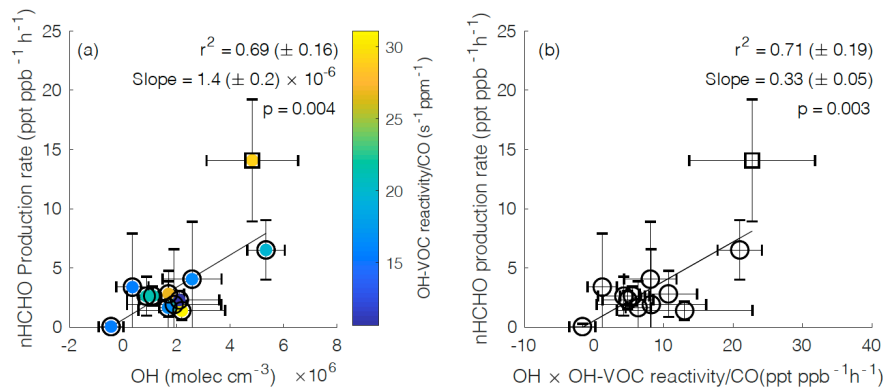 (a)
r² = 0.69 (± 0.16)
Slope = 1.4 (± 0.2) × 10⁻⁶
p = 0.004
nHCHO Production rate (ppt ppb⁻¹ h⁻¹)
25
20
15
10
5
0
-2
0
2
4
6
8
× 10⁶
OH (molec cm⁻³)
30
25
20
15
10
OH-VOC reactivity/CO (s⁻¹ ppm⁻¹)
(b)
r² = 0.71 (± 0.19)
Slope = 0.33 (± 0.05)
p = 0.003
nHCHO production rate (ppt ppb⁻¹h⁻¹)
25
20
15
10
5
0
-10
0
10
20
30
40
OH × OH-VOC reactivity/CO(ppt ppb⁻¹h⁻¹)